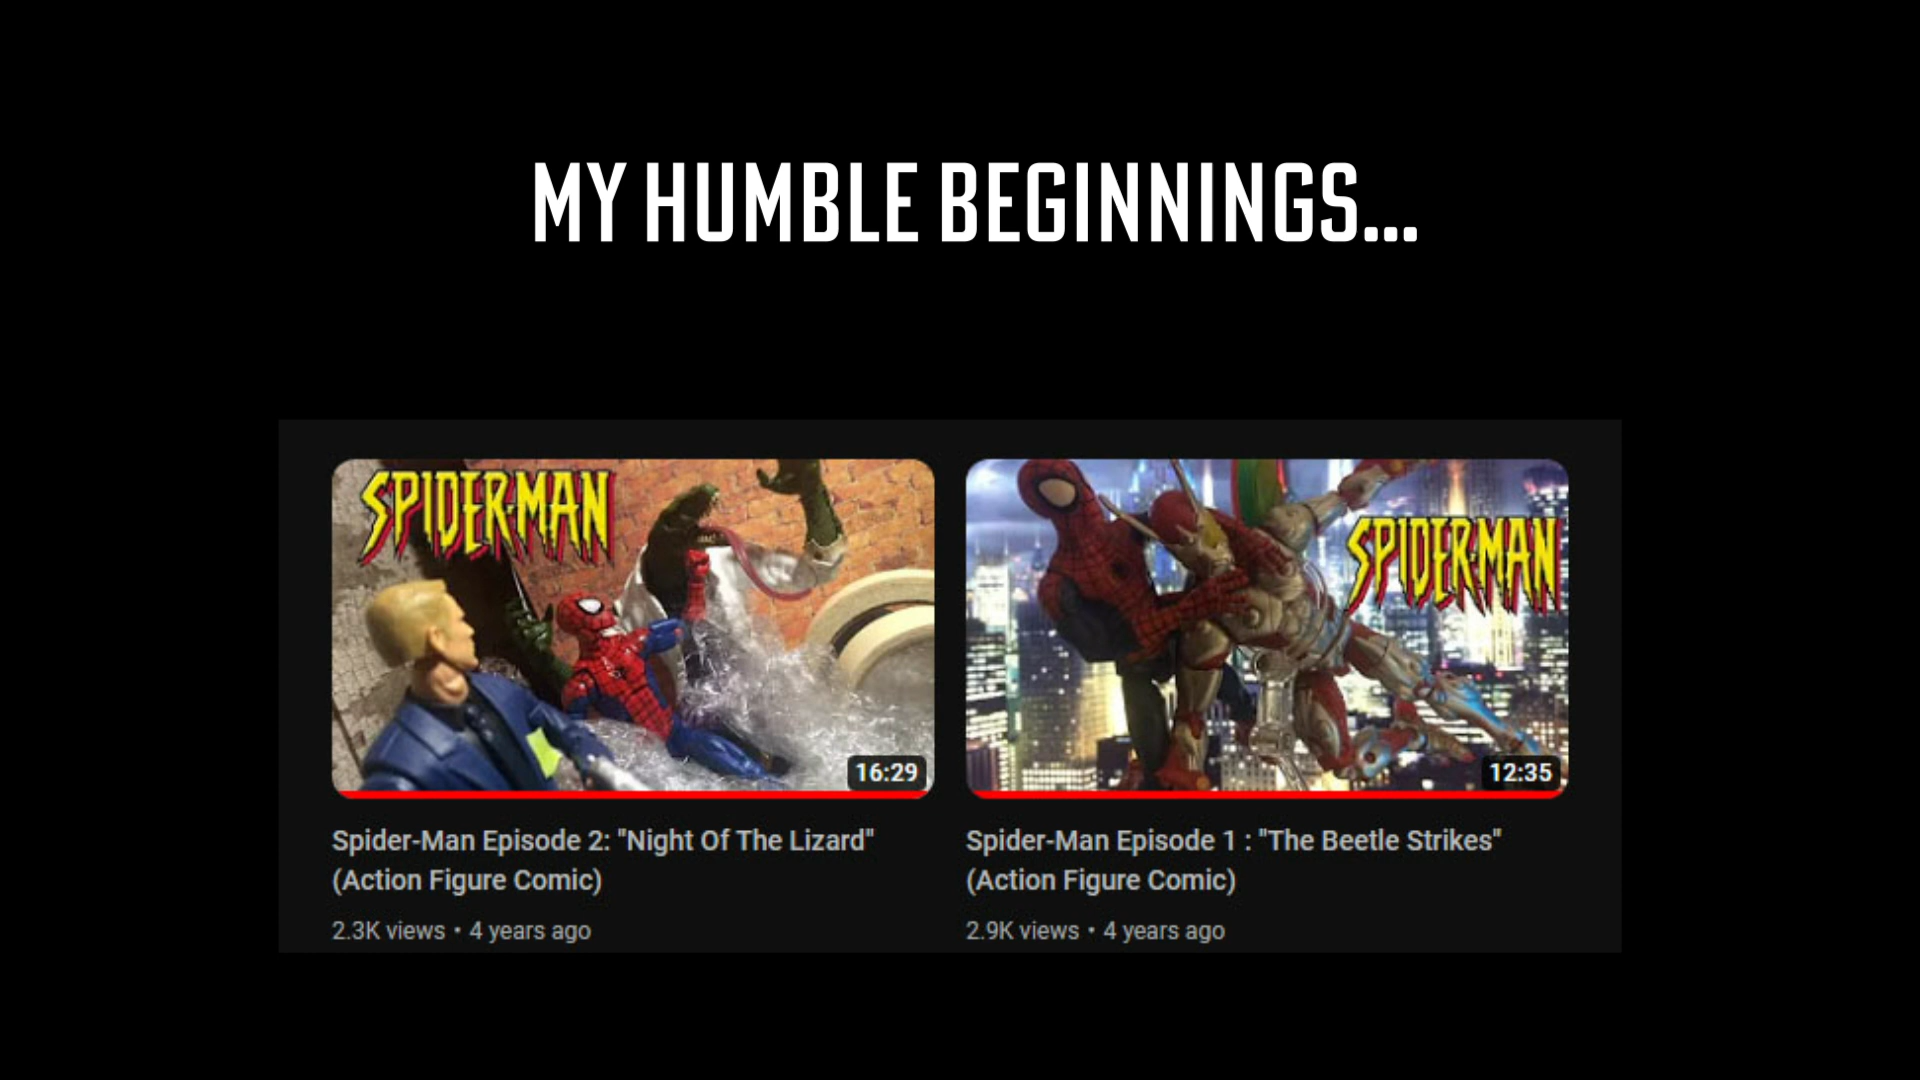 MY HUMBLE BEGINNINGS...
SPIDER-MAN
16:29
Spider-Man Episode 2: "Night Of The Lizard"
(Action Figure Comic)
2.3K views • 4 years ago
SPIDER-MAN
12:35
Spider-Man Episode 1 : "The Beetle Strikes"
(Action Figure Comic)
2.9K views • 4 years ago